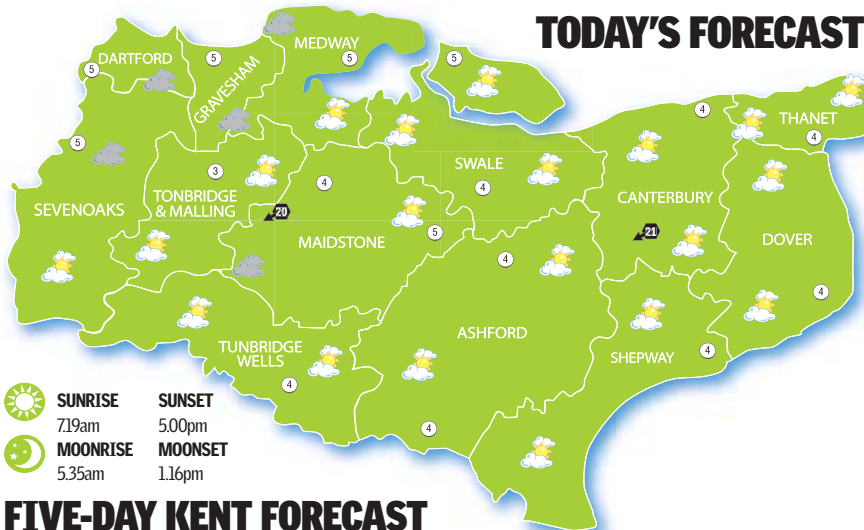 TODAY'S FORECAST
MEDWAY
5
DARTFORD
5
5
5
GRAVESHAM
4
THANET
4
5
3
SWALE
4
4
TONBRIDGE
& MALLING
SEVENOAKS
20
CANTERBURY
MAIDSTONE
5
21
DOVER
4
4
ASHFORD
TUNBRIDGE
WELLS
4
SHEPWAY
4
4
SUNRISE SUNSET
7.19am 5.00pm
MOONRISE MOONSET
5.35am 1.16pm
FIVE-DAY KENT FORECAST